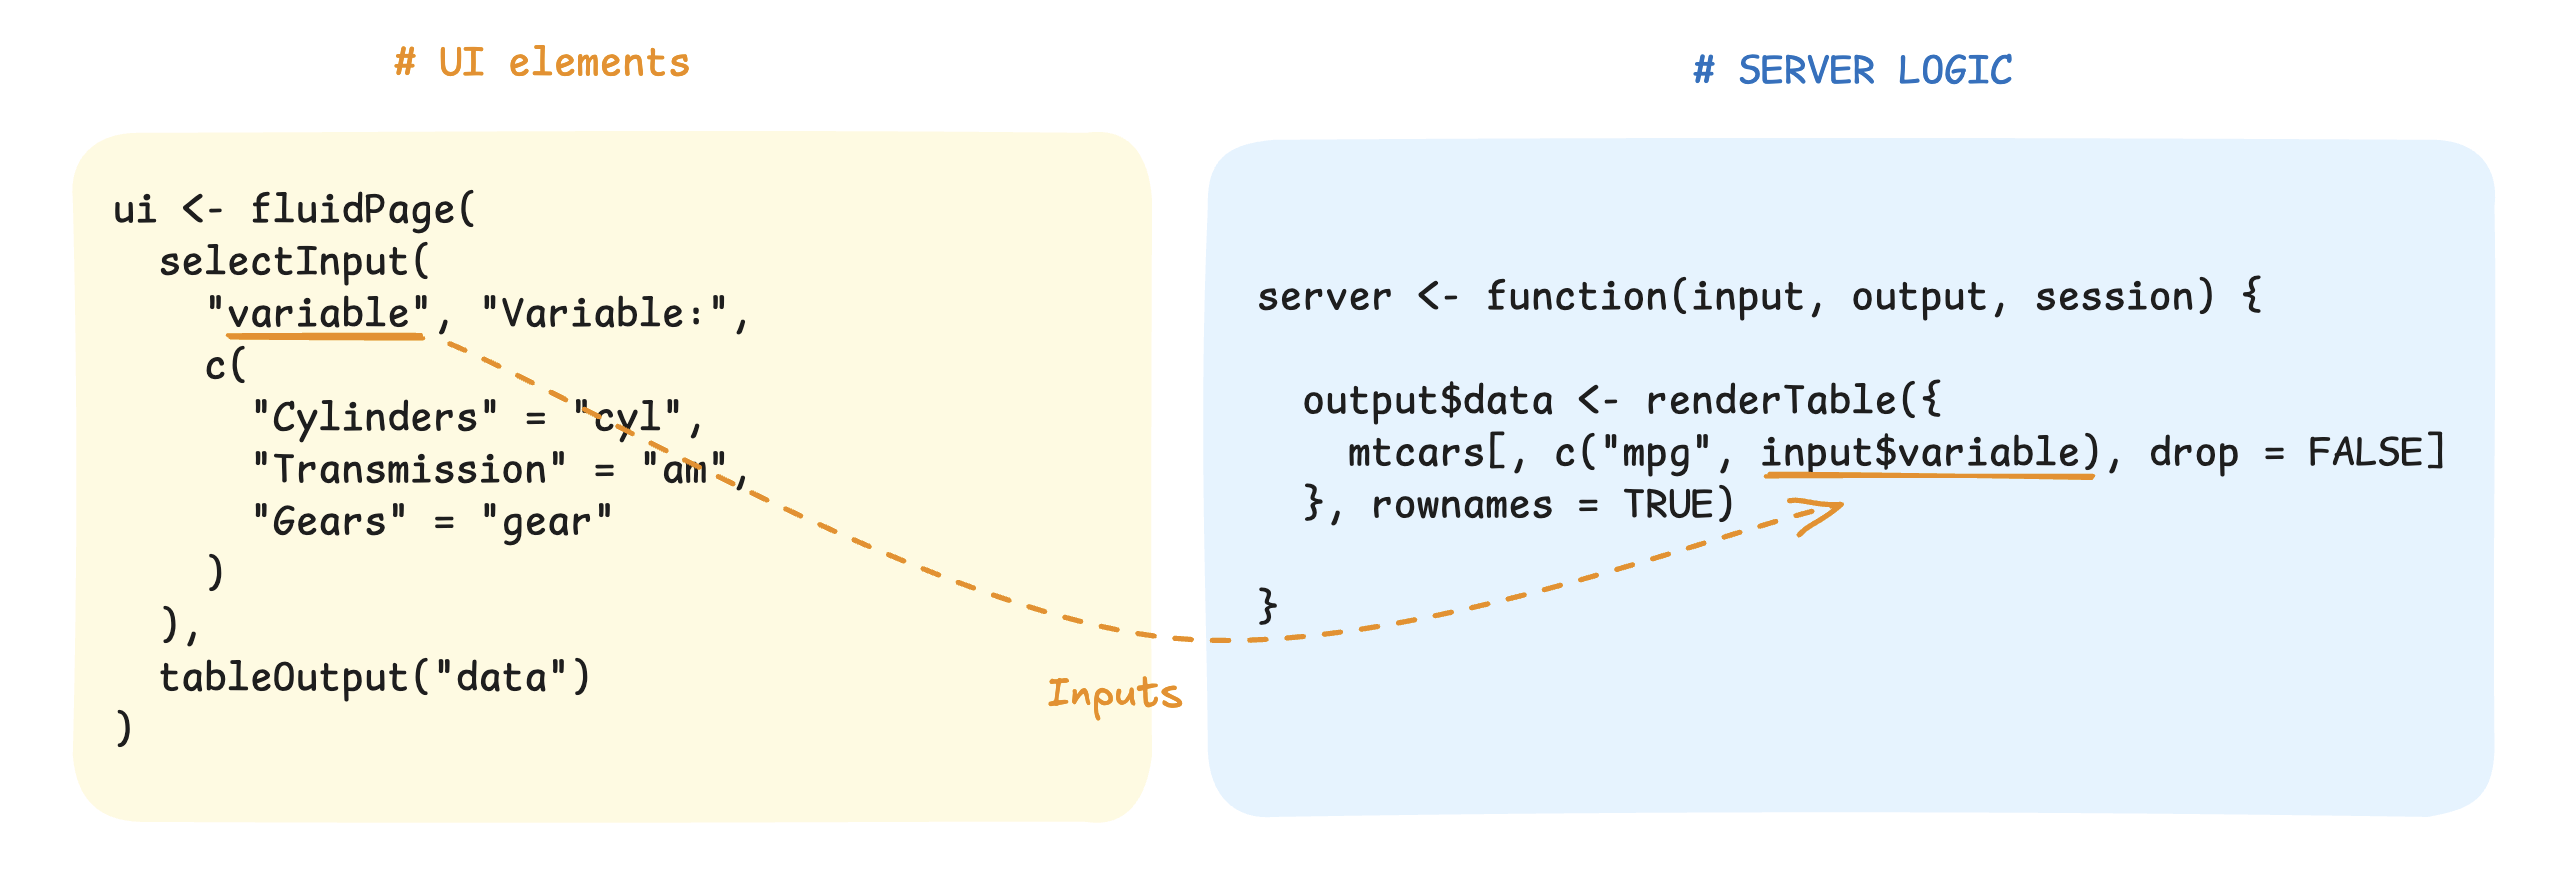 # UI elements
ui <- fluidPage(
  selectInput(
    "variable", "Variable:",
    c(
      "Cylinders" = "cyl",
      "Transmission" = "am",
      "Gears" = "gear"
    )
  ),
  tableOutput("data")
)
Inputs
# SERVER LOGIC
server <- function(input, output, session) {
  output$data <- renderTable({
    mtcars[, c("mpg", input$variable), drop = FALSE]
  }, rownames = TRUE)
}